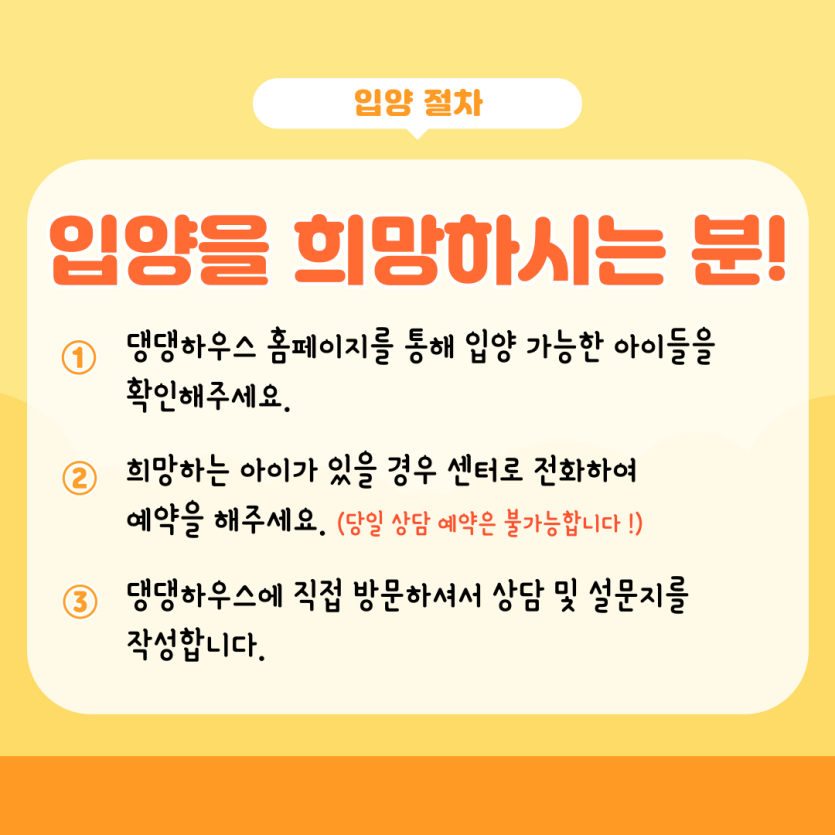 입양 절차
입양을 희망하시는 분!
① 댕댕하우스 홈페이지를 통해 입양 가능한 아이들을
확인해주세요.
② 희망하는 아이가 있을 경우 센터로 전화하여
예약을 해주세요. (당일 상담 예약은 불가능합니다!)
③ 댕댕하우스에 직접 방문하셔서 상담 및 설문지를
작성합니다.